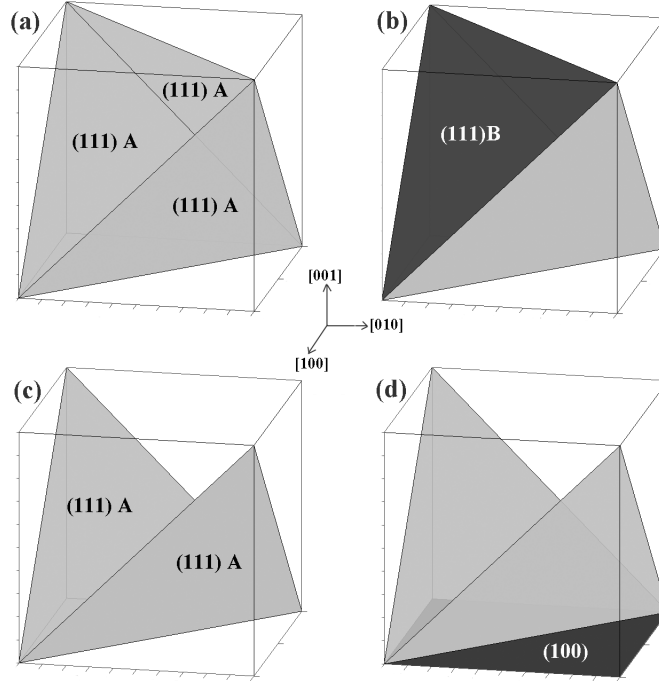 (a)
(111) A
(111) A
(111) A
(b)
(111)B
[001]
[010]
[100]
(c)
(111) A
(111) A
(d)
(100)